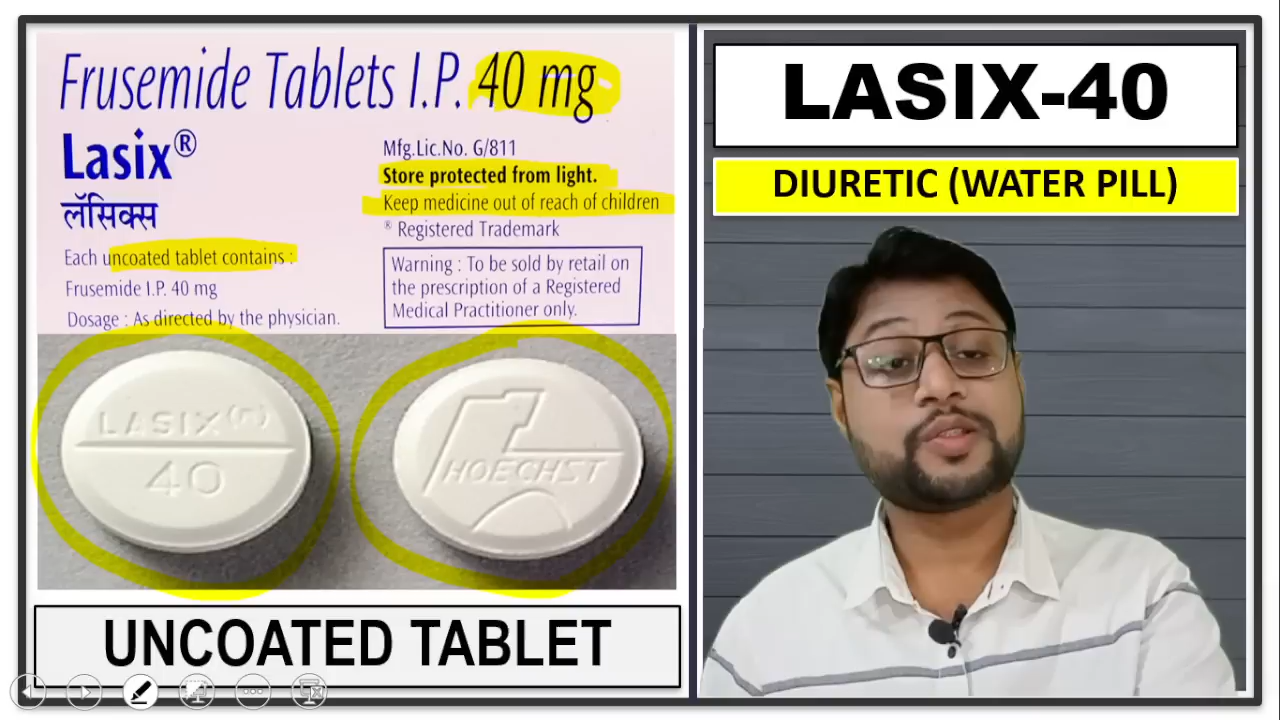 Frusemide Tablets I.P. 40 mg
Lasix®
लॅसिक्स
Each uncoated tablet contains :
Frusemide I.P. 40 mg
Dosage : As directed by the physician.
Mfg.Lic.No. G/811
Store protected from light.
Keep medicine out of reach of children
® Registered Trademark
Warning : To be sold by retail on
the prescription of a Registered
Medical Practitioner only.
LASIX(r)
40
HOECHST
UNCOATED TABLET
LASIX-40
DIURETIC (WATER PILL)